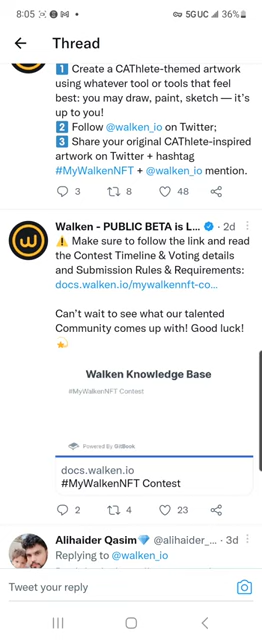 8:05
5GUC 36%
Thread
1 Create a CAThlete-themed artwork
using whatever tool or tools that feel
best: you may draw, paint, sketch — it's
up to you!
2 Follow @walken_io on Twitter;
3 Share your original CAThlete-inspired
artwork on Twitter + hashtag
#MyWalkenNFT + @walken_io mention.
3 8 48
Walken - PUBLIC BETA is L... · 2d
⚠️ Make sure to follow the link and read
the Contest Timeline & Voting details
and Submission Rules & Requirements:
docs.walken.io/mywalkennft-co...
Can't wait to see what our talented
Community comes up with! Good luck!
Walken Knowledge Base
#MyWalkenNFT Contest
Powered By GitBook
docs.walken.io
#MyWalkenNFT Contest
2 4 23
Alihaider Qasim💎 @alihaider_... · 3d
Replying to @walken_io
Tweet your reply